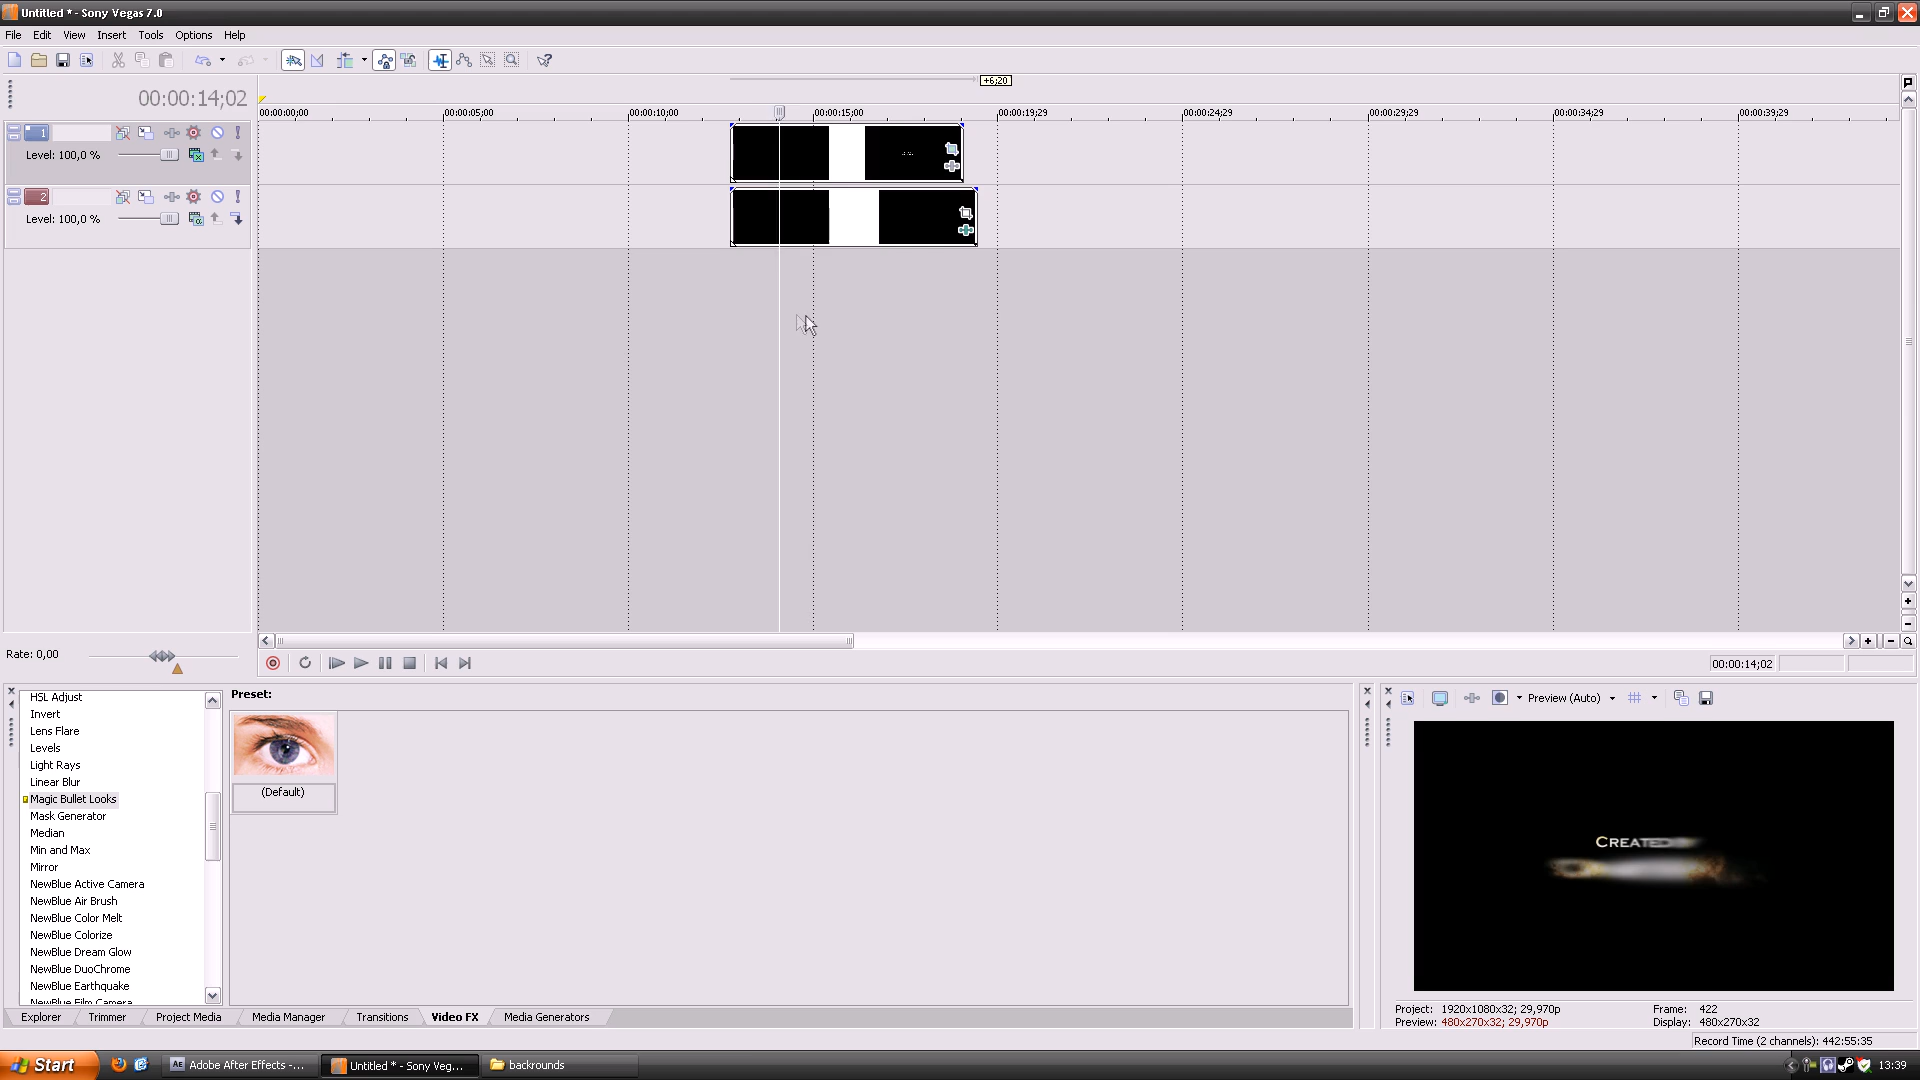 Untitled * - Sony Vegas 7.0
File Edit View Insert Tools Options Help
+6;20
00:00:14;02
00:00:00;00 00:00:05;00 00:00:10;00 00:00:15;00 00:00:19;29 00:00:24;29 00:00:29;29 00:00:34;29 00:00:39;29
1
Level: 100,0 %
2
Level: 100,0 %
Rate: 0,00
00:00:14;02
HSL Adjust
Invert
Lens Flare
Levels
Light Rays
Linear Blur
Magic Bullet Looks
Mask Generator
Median
Min and Max
Mirror
NewBlue Active Camera
NewBlue Air Brush
NewBlue Color Melt
NewBlue Colorize
NewBlue Dream Glow
NewBlue DuoChrome
NewBlue Earthquake
NewBlue Film Camera
Preset:
(Default)
Preview (Auto)
CREATED
Project: 1920x1080x32; 29,970p Frame: 422
Preview: 480x270x32; 29,970p Display: 480x270x32
Explorer Trimmer Project Media Media Manager Transitions Video FX Media Generators
Record Time (2 channels): 442:55:35
Start AE Adobe After Effects -... Untitled * - Sony Veg... backrounds 13:39